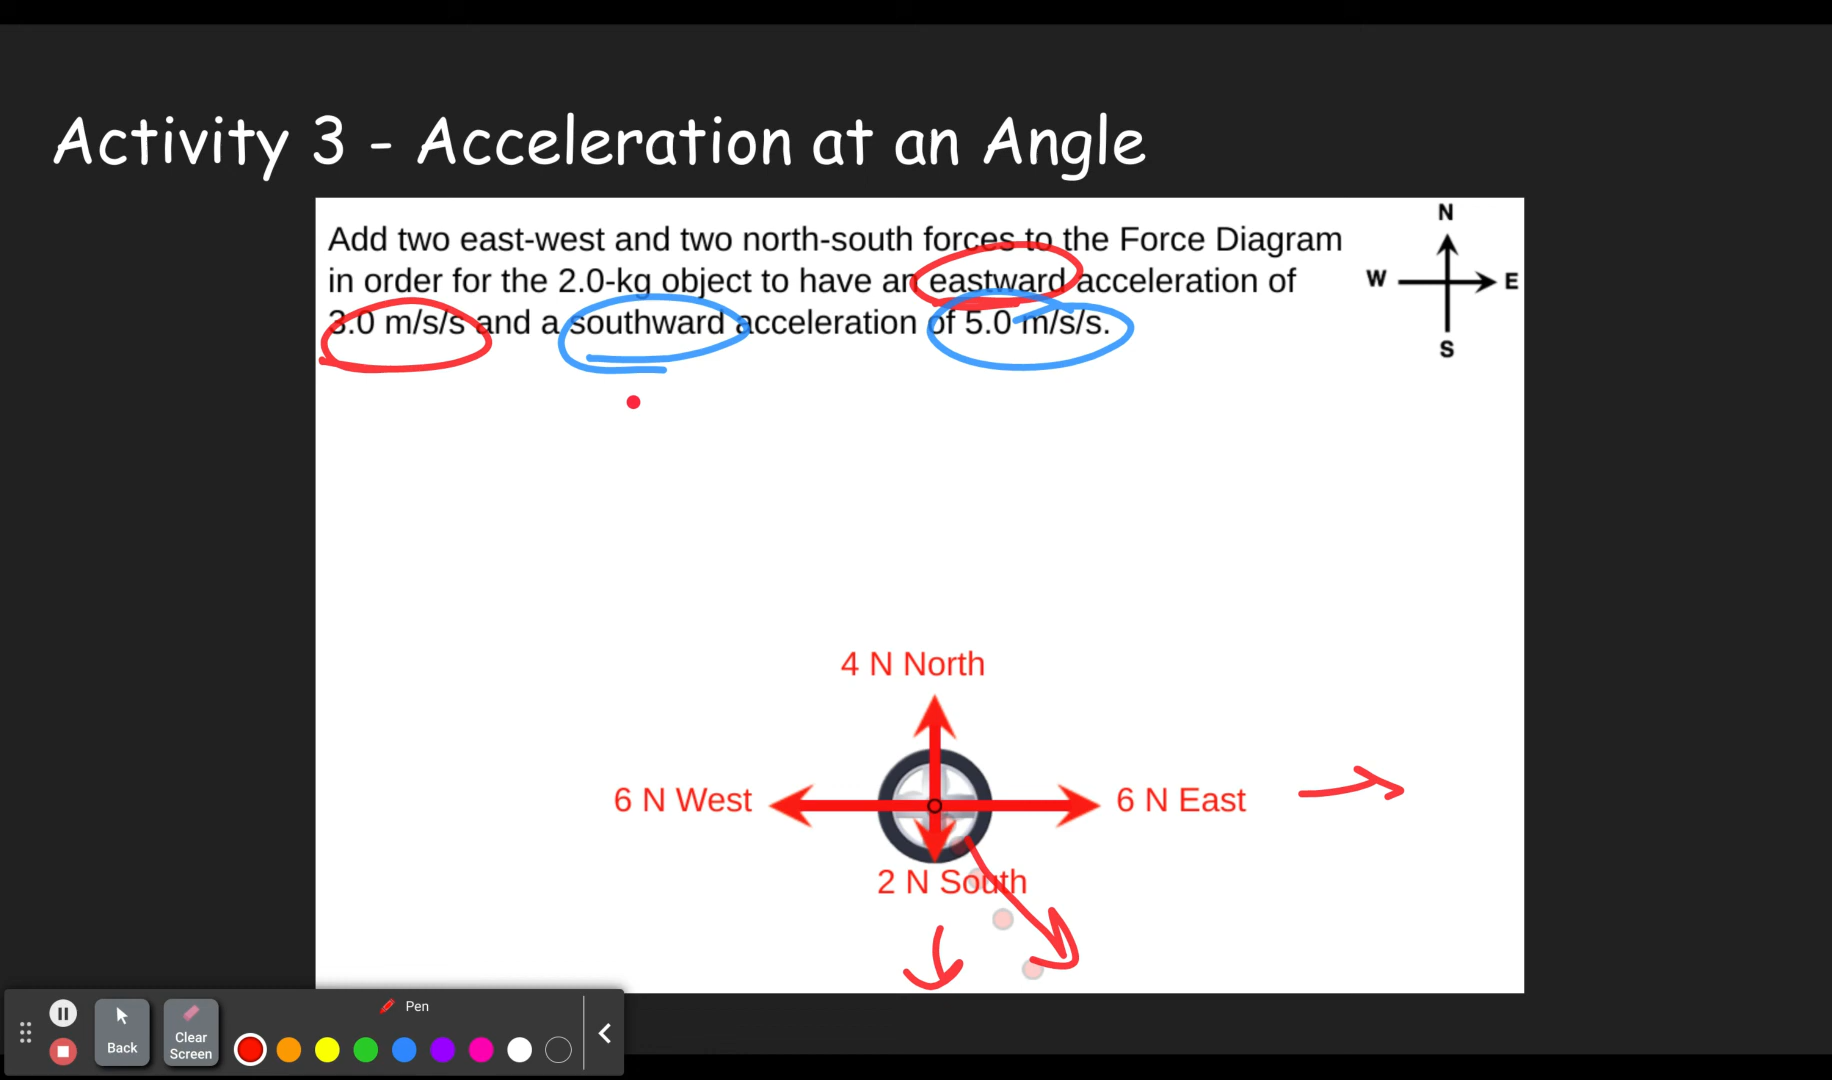 Activity 3 - Acceleration at an Angle
Add two east-west and two north-south forces to the Force Diagram
in order for the 2.0-kg object to have an eastward acceleration of
3.0 m/s/s and a southward acceleration of 5.0 m/s/s.
N
W
E
S
4 N North
6 N West
6 N East
2 N South
Pen
Back
Clear
Screen